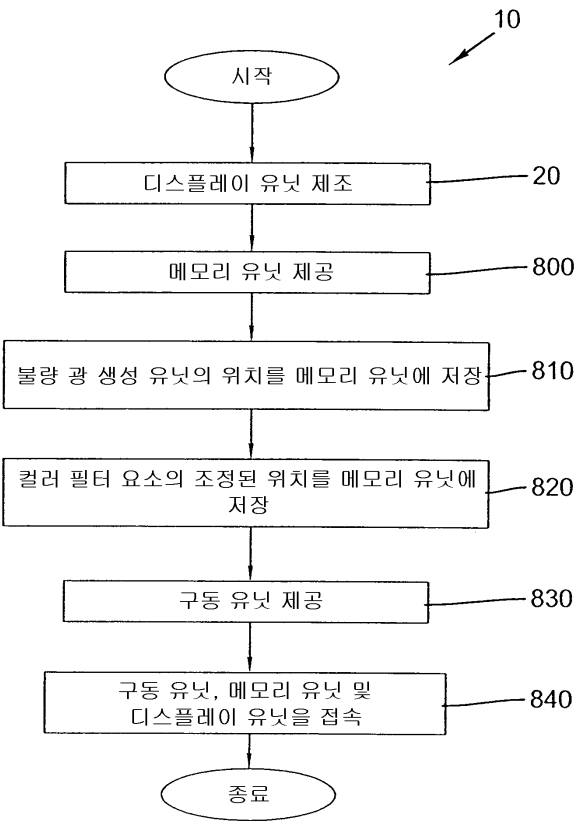 10
시작
디스플레이 유닛 제조
20
메모리 유닛 제공
800
불량 광 생성 유닛의 위치를 메모리 유닛에 저장
810
컬러 필터 요소의 조정된 위치를 메모리 유닛에
저장
820
구동 유닛 제공
830
구동 유닛, 메모리 유닛 및
디스플레이 유닛을 접속
840
종료